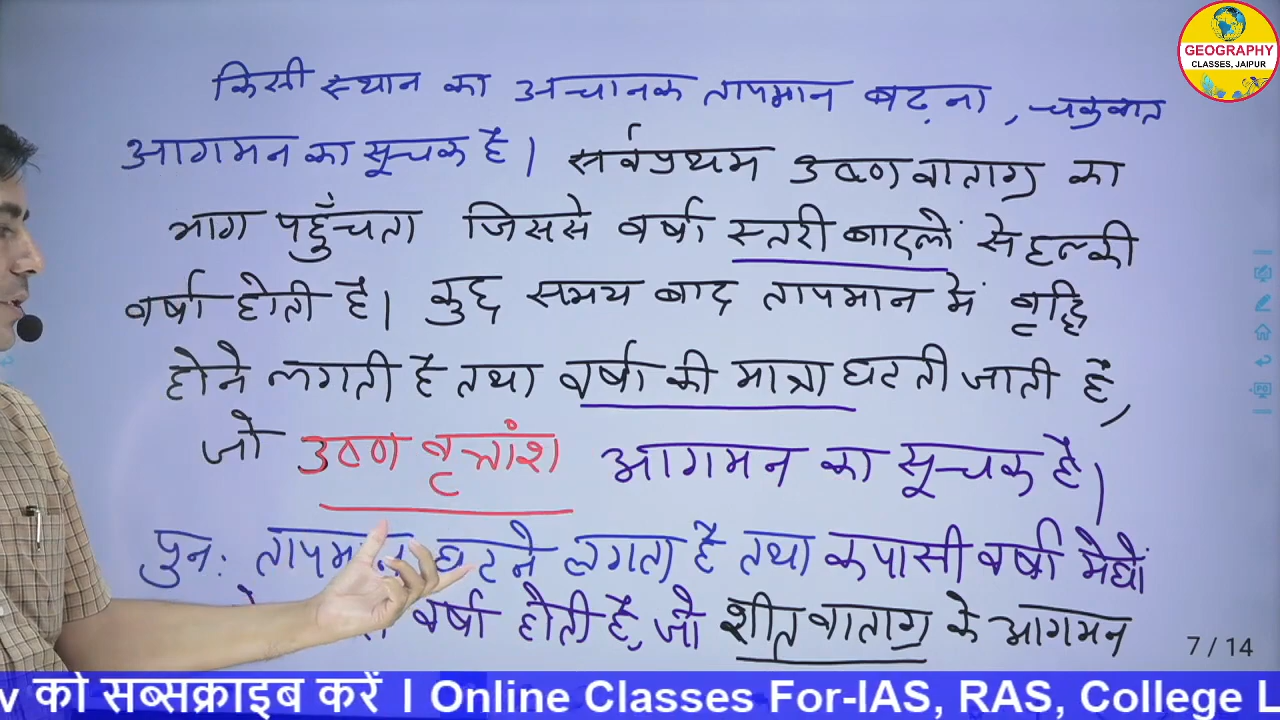 GEOGRAPHY
CLASSES, JAIPUR
किसी स्थान का अचानक तापमान बढ़ना, चक्रवात
आगमन का सूचक है। सर्वप्रथम उष्ण वाताग्र का
भाग पहुँचता जिससे वर्षा स्तरी बादलों से हल्की
वर्षा होती है। कुछ समय बाद तापमान में वृद्धि
होने लगती है तथा वर्षा की मात्रा घटती जाती है,
जो उष्ण वृत्तांश आगमन का सूचक है।
पुनः तापमान घटने लगता है तथा कपासी वर्षा मेघों
वर्षा होती है, जो शीत वाताग्र के आगमन
7 / 14
v को सब्सक्राइब करें । Online Classes For-IAS, RAS, College L